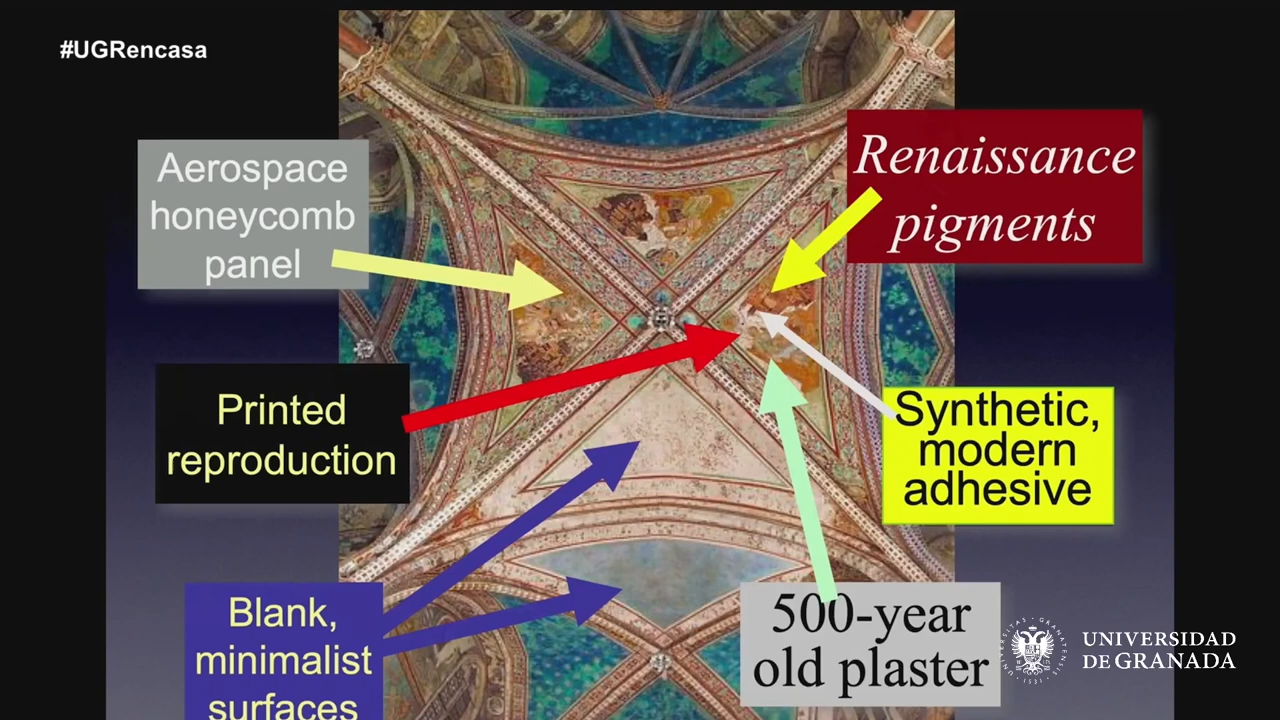 #UGRencasa
Aerospace
honeycomb
panel
Renaissance
pigments
Printed
reproduction
Synthetic,
modern
adhesive
Blank,
minimalist
surfaces
500-year
old plaster
UNIVERSIDAD
DE GRANADA